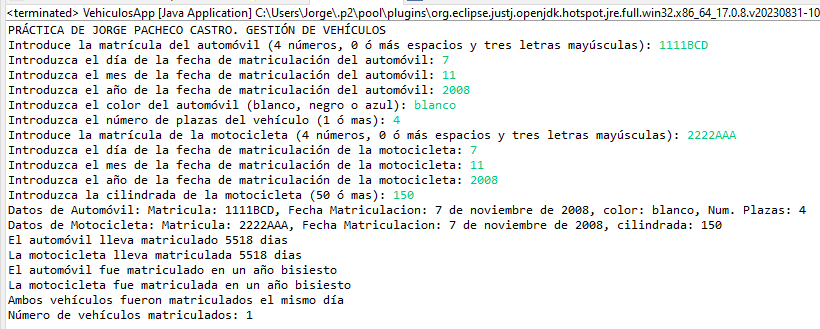 <terminated> VehiculosApp [Java Application] C:\Users\Jorge\.p2\pool\plugins\org.eclipse.justj.openjdk.hotspot.jre.full.win32.x86_64_17.0.8.v20230831-10
PRÁCTICA DE JORGE PACHECO CASTRO. GESTIÓN DE VEHÍCULOS
Introduce la matrícula del automóvil (4 números, 0 ó más espacios y tres letras mayúsculas): 1111BCD
Introduzca el día de la fecha de matriculación del automóvil: 7
Introduzca el mes de la fecha de matriculación del automóvil: 11
Introduzca el año de la fecha de matriculación del automóvil: 2008
Introduzca el color del automóvil (blanco, negro o azul): blanco
Introduzca el número de plazas del vehículo (1 ó mas): 4
Introduce la matrícula de la motocicleta (4 números, 0 ó más espacios y tres letras mayúsculas): 2222AAA
Introduzca el día de la fecha de matriculación de la motocicleta: 7
Introduzca el mes de la fecha de matriculación de la motocicleta: 11
Introduzca el año de la fecha de matriculación de la motocicleta: 2008
Introduzca la cilindrada de la motocicleta (50 ó mas): 150
Datos de Automóvil: Matricula: 1111BCD, Fecha Matriculacion: 7 de noviembre de 2008, color: blanco, Num. Plazas: 4
Datos de Motocicleta: Matricula: 2222AAA, Fecha Matriculacion: 7 de noviembre de 2008, cilindrada: 150
El automóvil lleva matriculado 5518 dias
La motocicleta lleva matriculada 5518 dias
El automóvil fue matriculado en un año bisiesto
La motocicleta fue matriculada en un año bisiesto
Ambos vehículos fueron matriculados el mismo día
Número de vehículos matriculados: 1